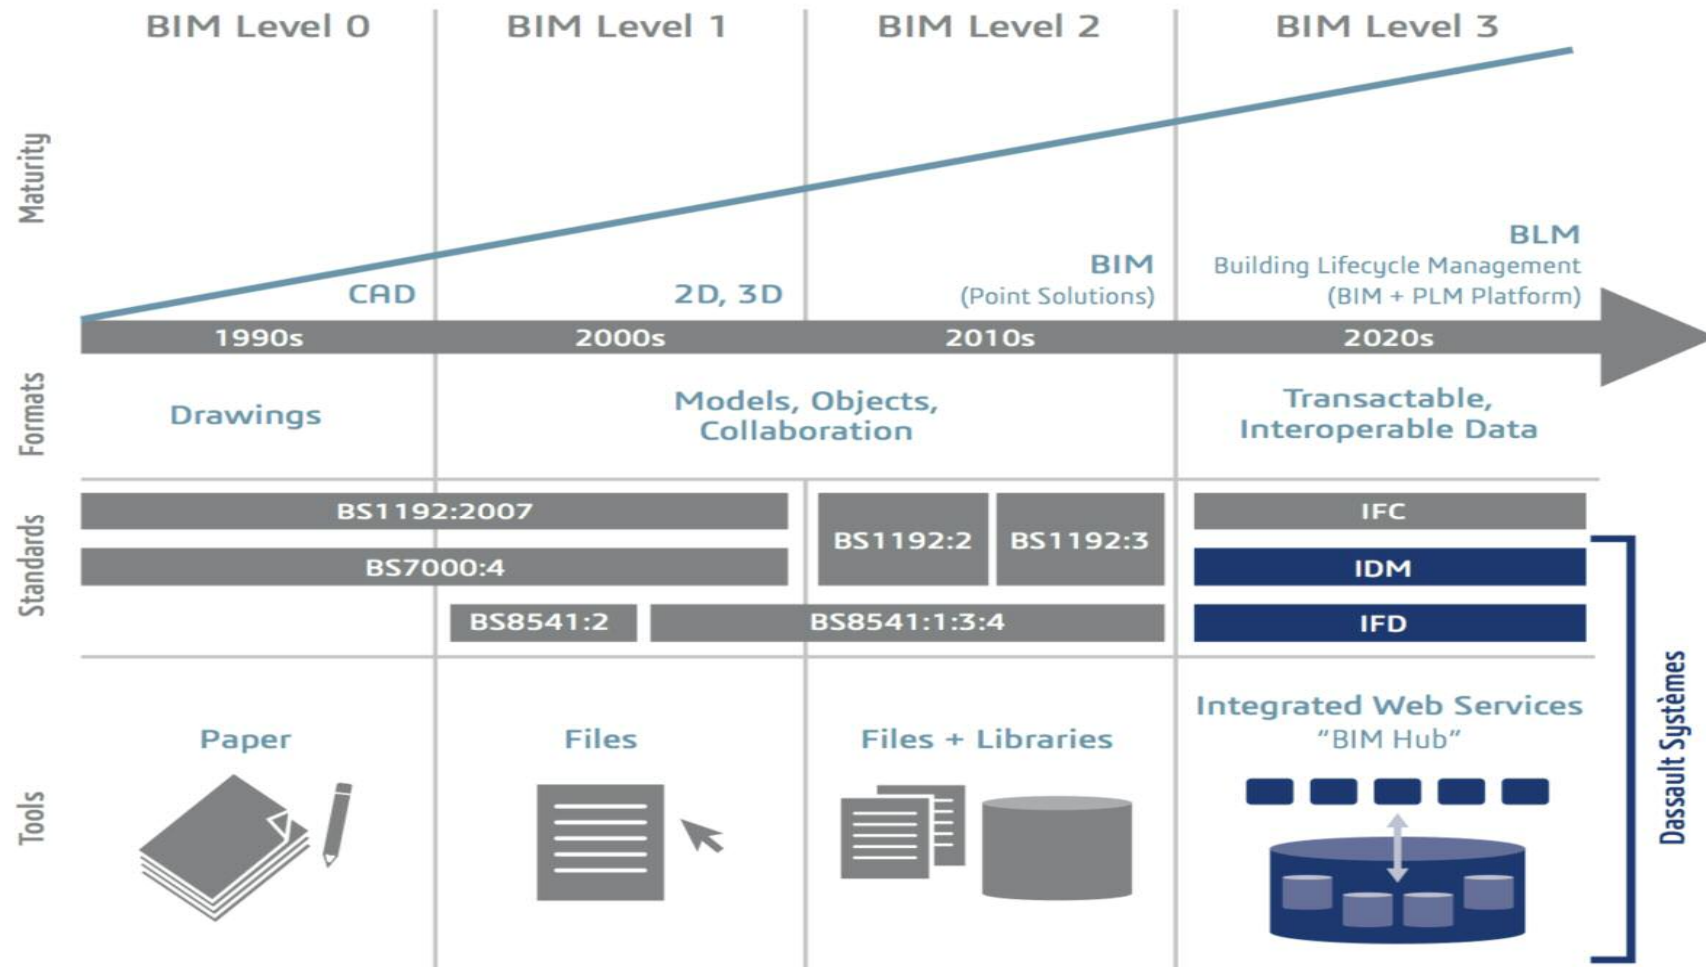 BIM Level 0
BIM Level 1
BIM Level 2
BIM Level 3
Maturity
CAD
2D, 3D
BIM
(Point Solutions)
BLM
Building Lifecycle Management
(BIM + PLM Platform)
1990s
2000s
2010s
2020s
Formats
Drawings
Models, Objects,
Collaboration
Transactable,
Interoperable Data
Standards
BS1192:2007
BS7000:4
BS8541:2
BS8541:1:3:4
BS1192:2
BS1192:3
IFC
IDM
IFD
Tools
Paper
Files
Files + Libraries
Integrated Web Services
“BIM Hub”
Dassault Systèmes